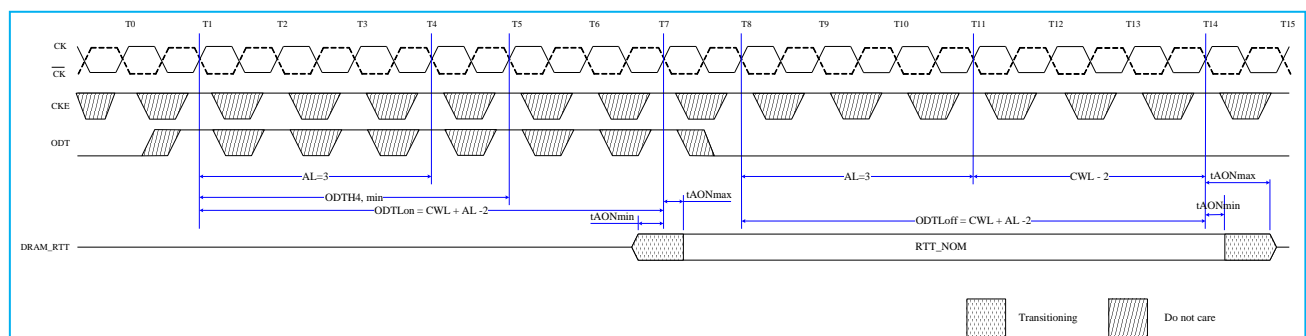 T0 T1 T2 T3 T4 T5 T6 T7 T8 T9 T10 T11 T12 T13 T14 T15
CK
CK
CKE
ODT
AL=3 AL=3 CWL - 2
tAONmax
ODTH4, min
tAONmax
tAONmin
ODTLon = CWL + AL -2
tAONmin
ODTLoff = CWL + AL -2
DRAM_RTT RTT_NOM
Transitioning Do not care